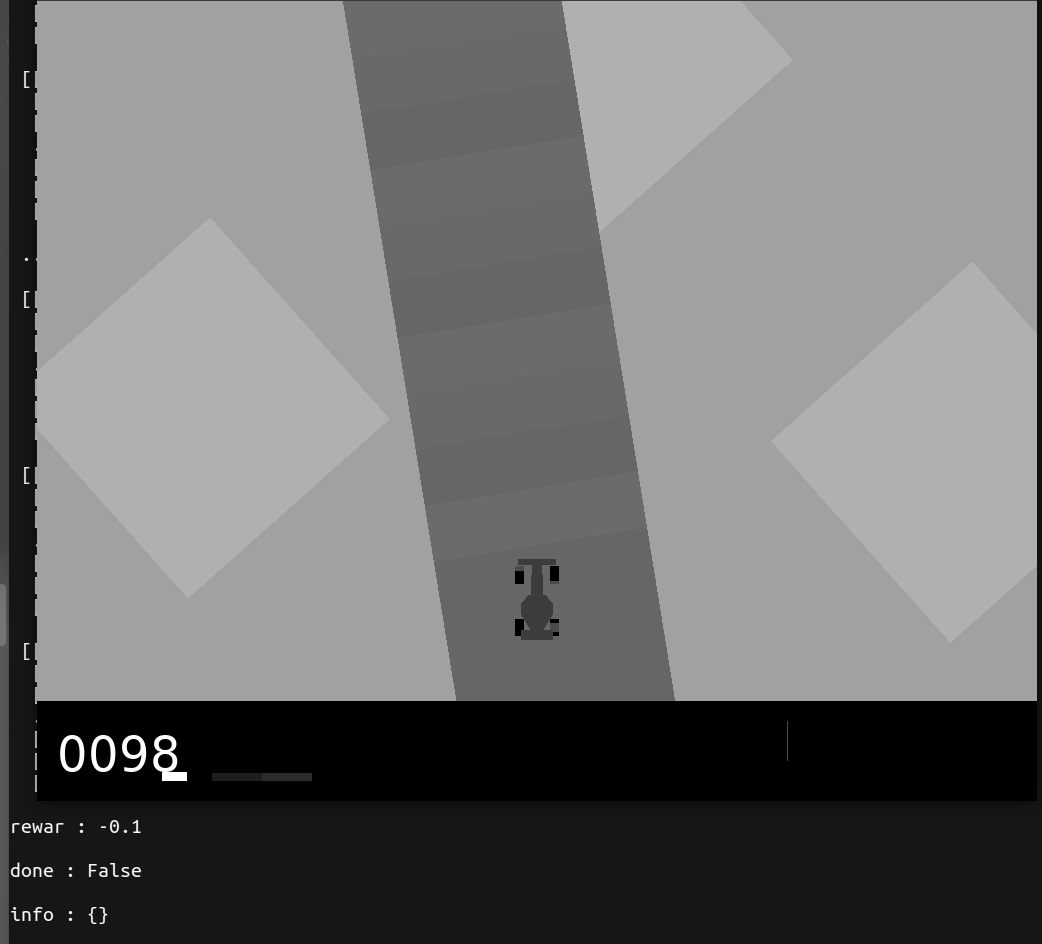 [
[
[
[
0098
rewar : -0.1
done : False
info : {}